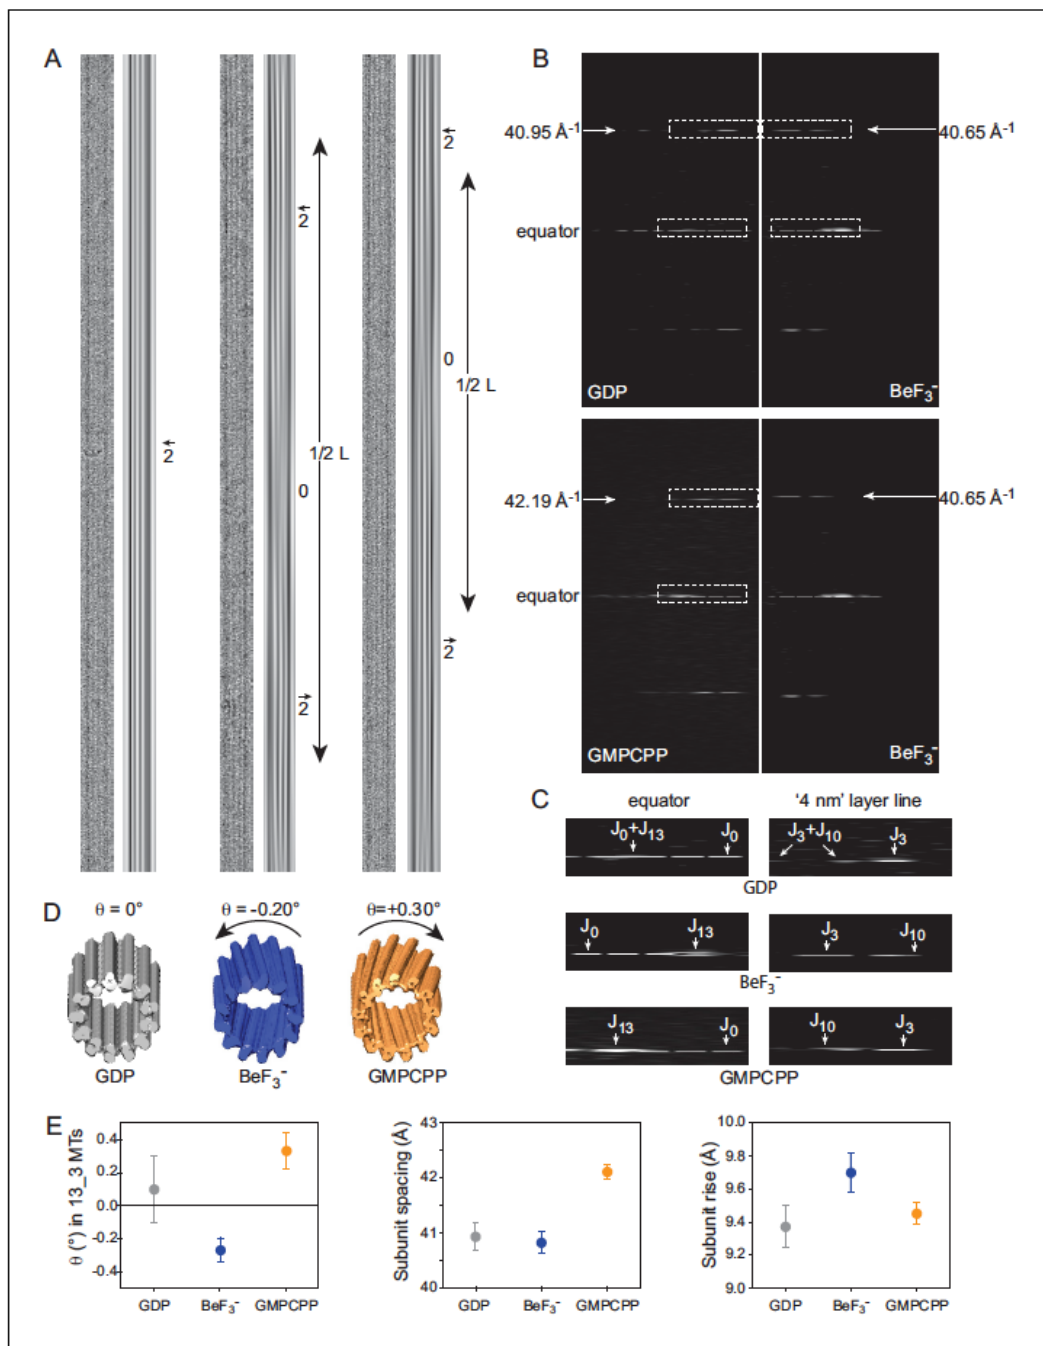 A
←
2
1/2 L
←
2
0
→
2
←
2
0
1/2 L
→
2
B
40.95 Å⁻¹
40.65 Å⁻¹
equator
GDP
BeF₃⁻
42.19 Å⁻¹
40.65 Å⁻¹
equator
GMPCPP
BeF₃⁻
C
equator
'4 nm' layer line
J₀+J₁₃
J₀
J₃+J₁₀
J₃
GDP
J₀
J₁₃
J₃
J₁₀
BeF₃⁻
J₁₃
J₀
J₁₀
J₃
GMPCPP
D
θ = 0°
θ = -0.20°
θ=+0.30°
GDP
BeF₃⁻
GMPCPP
E
θ (°) in 13_3 MTs
0.4
0.2
0.0
-0.2
-0.4
GDP
BeF₃⁻
GMPCPP
Subunit spacing (Å)
43
42
41
40
GDP
BeF₃⁻
GMPCPP
Subunit rise (Å)
10.0
9.8
9.6
9.4
9.2
9.0
GDP
BeF₃⁻
GMPCPP